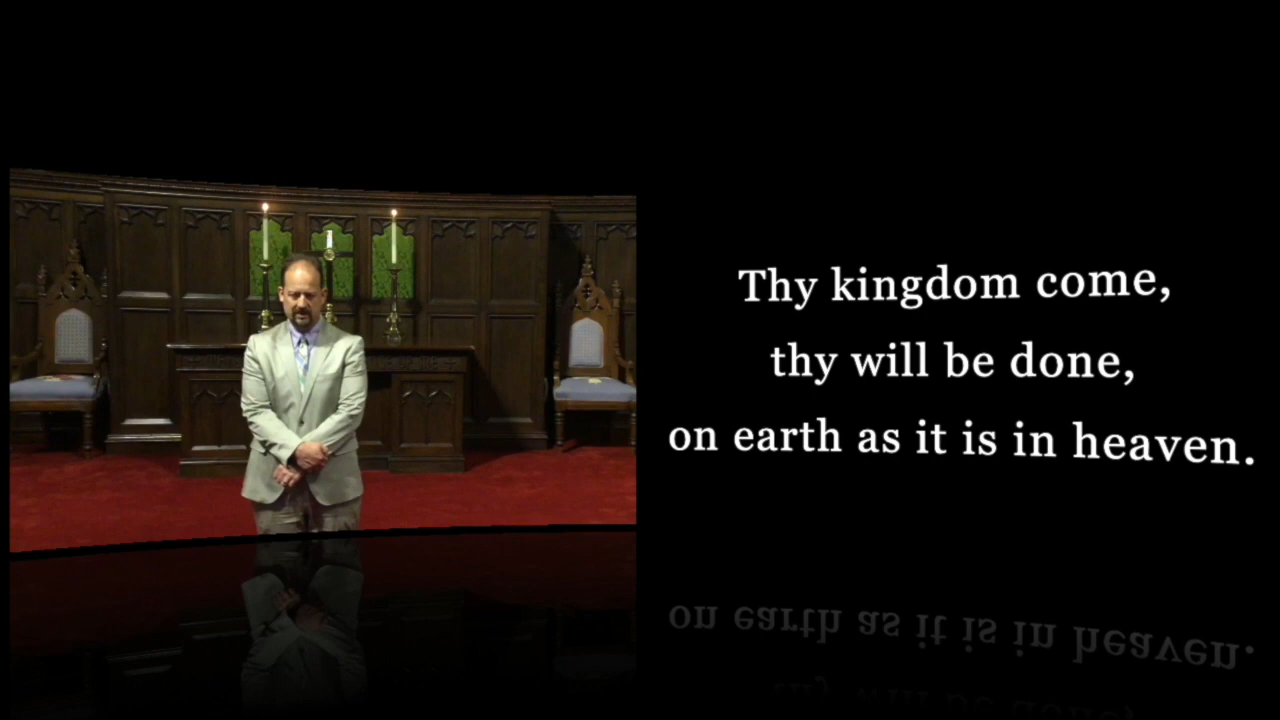 Thy kingdom come,
thy will be done,
on earth as it is in heaven.